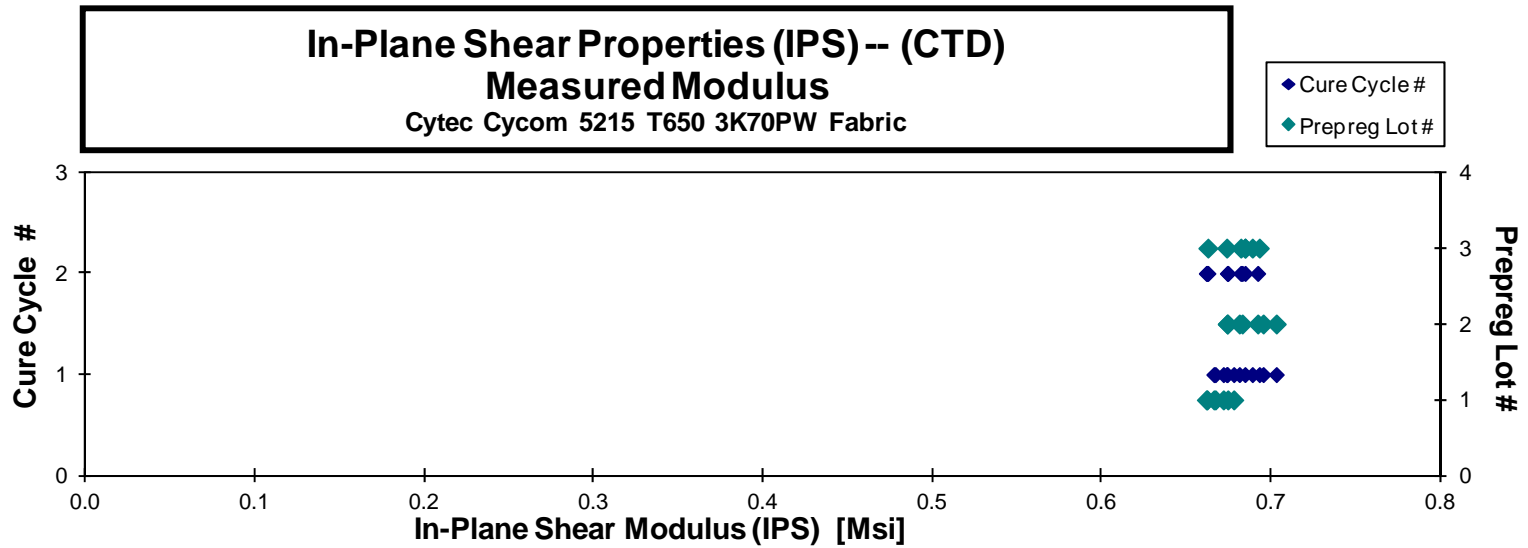 In-Plane Shear Properties (IPS) -- (CTD)
Measured Modulus
Cytec Cycom 5215 T650 3K70PW Fabric
Cure Cycle #
Prepreg Lot #
3
2
1
0
Cure Cycle #
4
3
2
1
0
Prepreg Lot #
0.0 0.1 0.2 0.3 0.4 0.5 0.6 0.7 0.8
In-Plane Shear Modulus (IPS) [Msi]